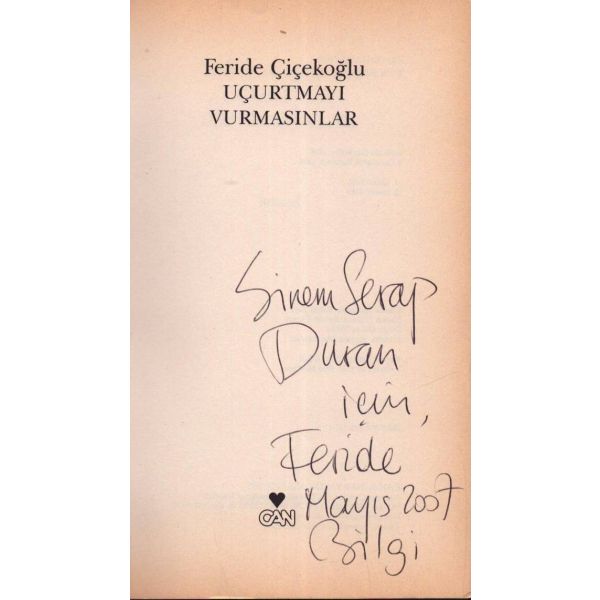 Feride Çiçekoğlu
UÇURTMAYI
VURMASINLAR
Sinem Serap
Duran
için,
Feride
Mayıs 2007
Bilgi
CAN